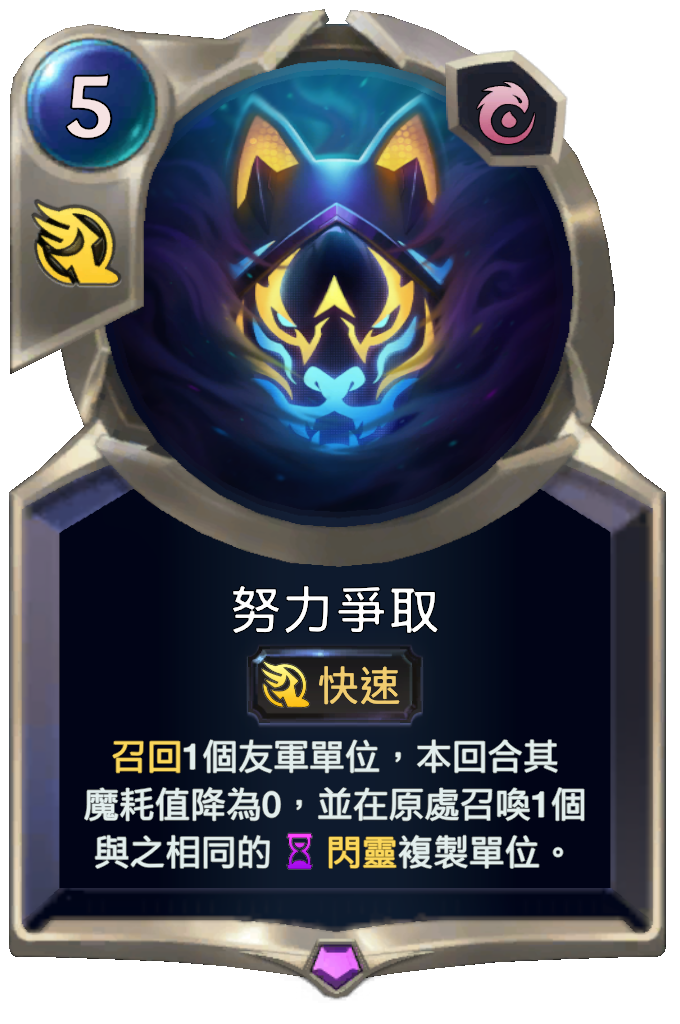 5
努力爭取
快速
召回1個友軍單位，本回合其
魔耗值降為0，並在原處召喚1個
與之相同的 閃靈複製單位。